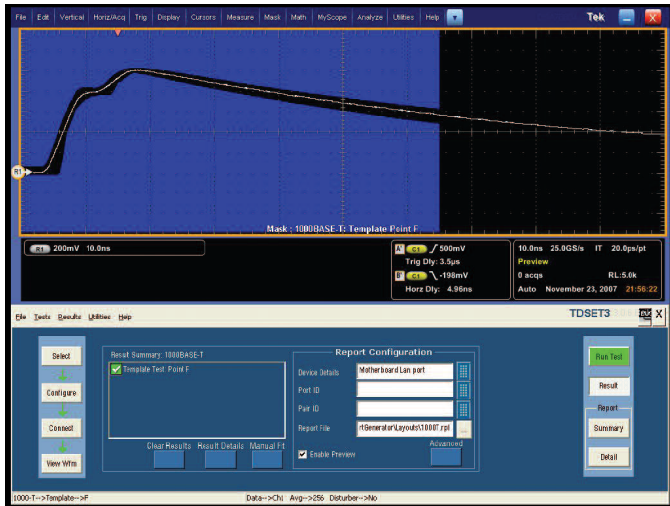 File Edit Vertical Horiz/Acq Trig Display Cursors Measure Mask Math MyScope Analyze Utilities Help Tek X
R1
Mask : 1000BASE-T: Template Point F
R1 200mV 10.0ns
A' C1 500mV
Trig Dly: 3.5µs
B' C1 -198mV
Horz Dly: 4.96ns
10.0ns 25.0GS/s IT 20.0ps/pt
Preview
0 acqs RL:5.0k
Auto November 23, 2007 21:56:22
File Tests Results Utilities Help TDSET3 Tek X
Select
Configure
Connect
View Wfm
Result Summary: 1000BASE-T
Template Test: Point F
Clear Results Result Details Manual Fit
Report Configuration
Device Details Motherboard Lan port
Port ID
Pair ID
Report File rtGenerator\Layouts\1000T.rpl ...
Enable Preview
Advanced
Run Test
Result
Report
Summary
Detail
1000-T-->Template-->F Data-->Ch1 Avg-->256 Disturber-->No